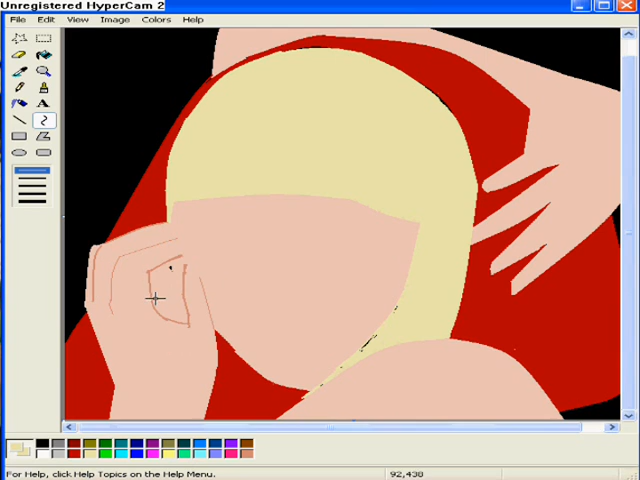 Unregistered HyperCam 2
File Edit View Image Colors Help
A
For Help, click Help Topics on the Help Menu.
92,438